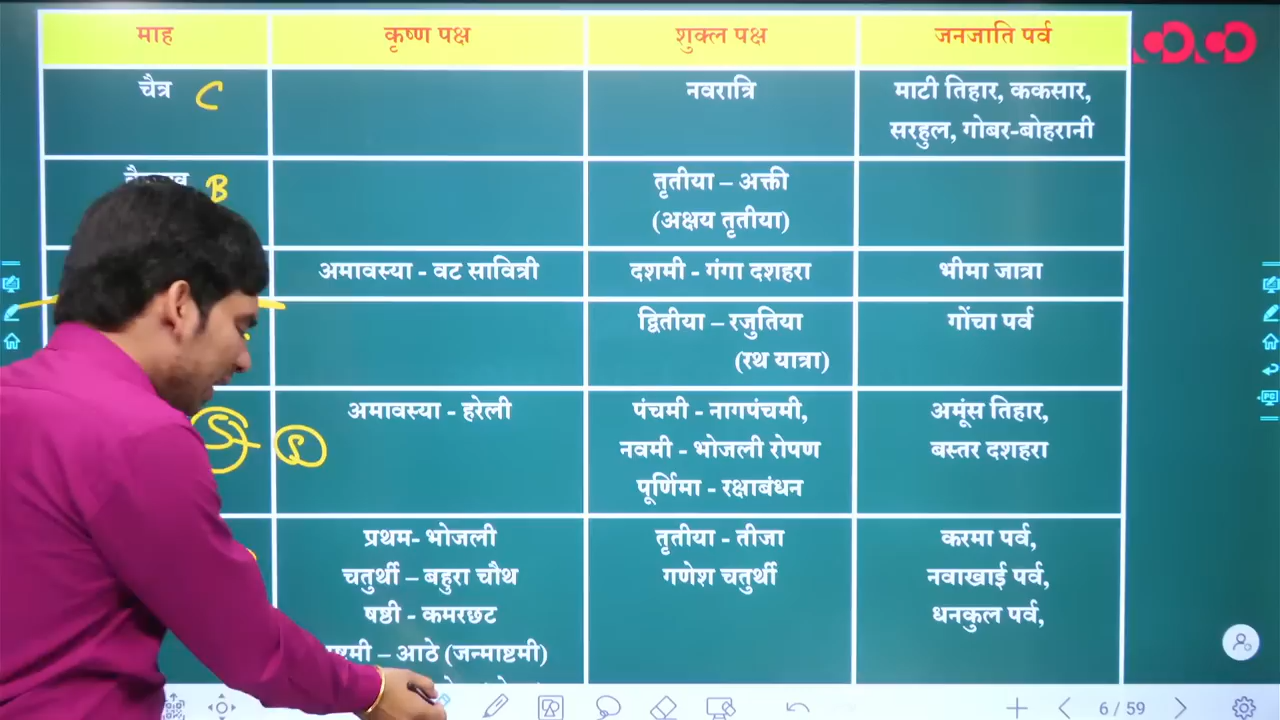 माह कृष्ण पक्ष शुक्ल पक्ष जनजाति पर्व
चैत्र C नवरात्रि माटी तिहार, ककसार,
सरहुल, गोबर-बोहरानी
B तृतीया – अक्ती
(अक्षय तृतीया)
अमावस्या - वट सावित्री दशमी - गंगा दशहरा भीमा जात्रा
द्वितीया – रजुतिया गोंचा पर्व
(रथ यात्रा)
अमावस्या - हरेली पंचमी - नागपंचमी, अमूंस तिहार,
नवमी - भोजली रोपण बस्तर दशहरा
पूर्णिमा - रक्षाबंधन
प्रथम- भोजली तृतीया - तीजा करमा पर्व,
चतुर्थी – बहुरा चौथ गणेश चतुर्थी नवाखाई पर्व,
षष्ठी - कमरछट धनकुल पर्व,
– आठे (जन्माष्टमी)
6 / 59